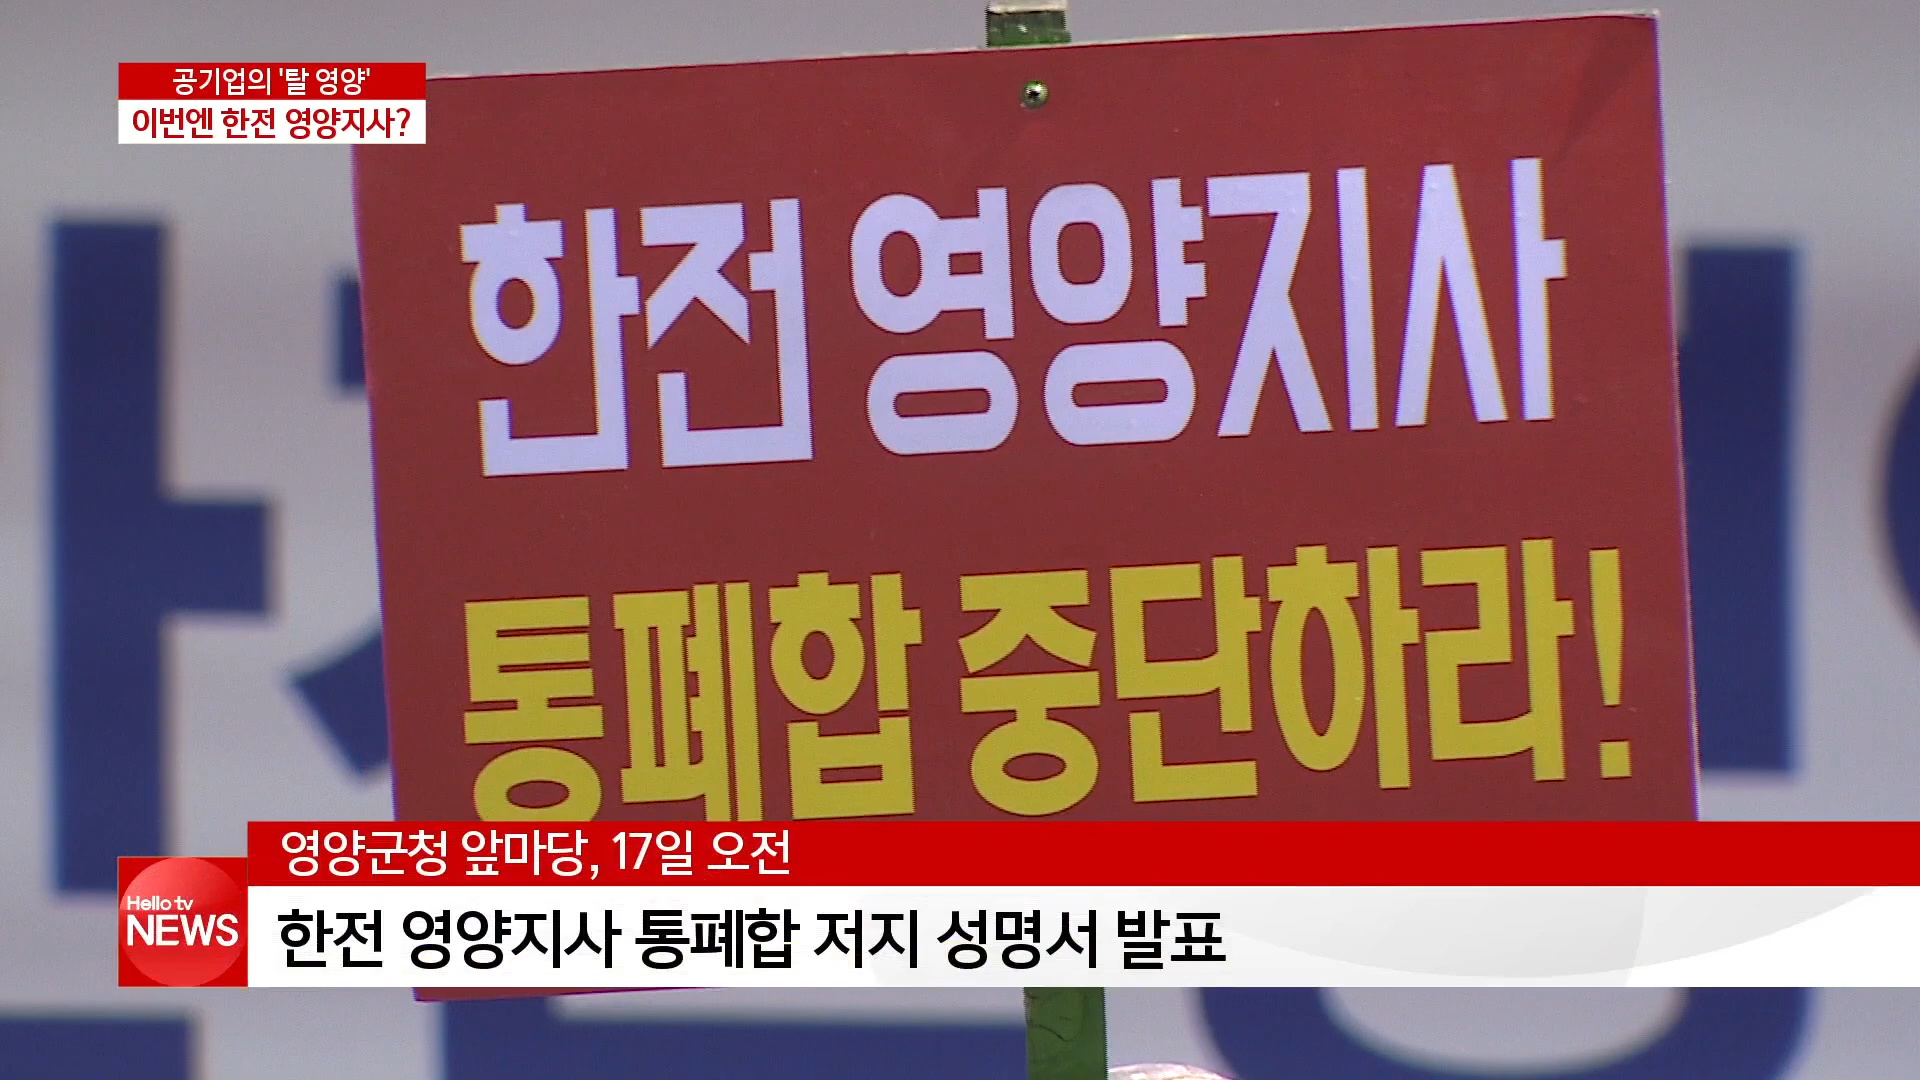 공기업의 '탈 영양'
이번엔 한전 영양지사?
한전 영양지사
통폐합 중단하라!
영양군청 앞마당, 17일 오전
Hello tv
NEWS
한전 영양지사 통폐합 저지 성명서 발표